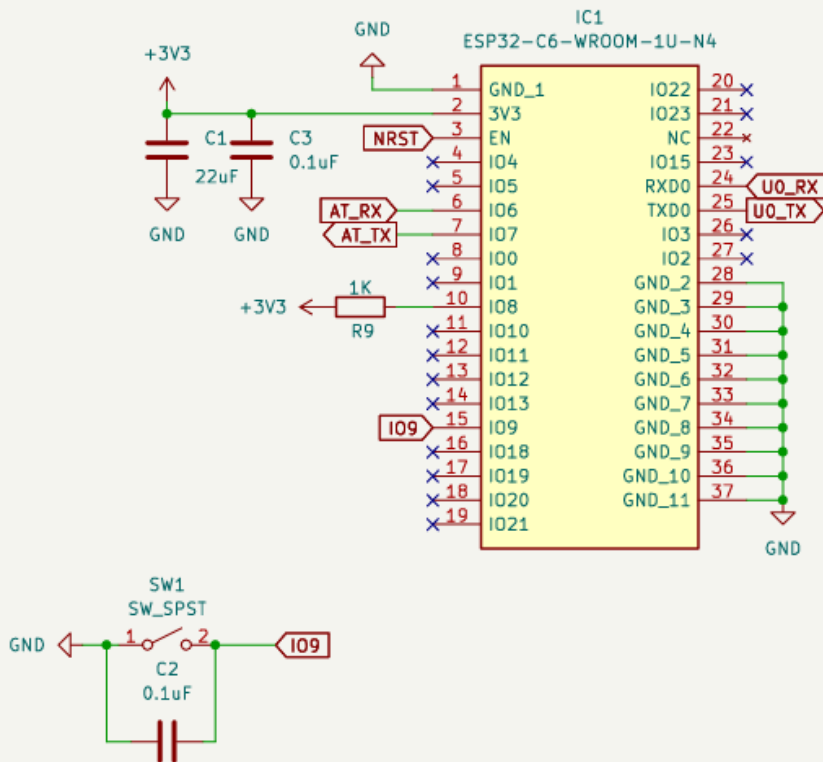 IC1
ESP32-C6-WROOM-1U-N4
GND
+3V3
1 GND_1 IO22 20
2 3V3 IO23 21
NRST 3 EN NC 22
C1 C3
22uF 0.1uF
4 IO4 IO15 23
5 IO5 RXD0 24 U0_RX
AT_RX 6 IO6 TXD0 25 U0_TX
AT_TX 7 IO7 IO3 26
GND GND
8 IO0 IO2 27
9 IO1 GND_2 28
+3V3 1K R9 10 IO8 GND_3 29
11 IO10 GND_4 30
12 IO11 GND_5 31
13 IO12 GND_6 32
14 IO13 GND_7 33
IO9 15 IO9 GND_8 34
16 IO18 GND_9 35
17 IO19 GND_10 36
18 IO20 GND_11 37
19 IO21
GND
SW1
SW_SPST
GND 1 2 IO9
C2
0.1uF